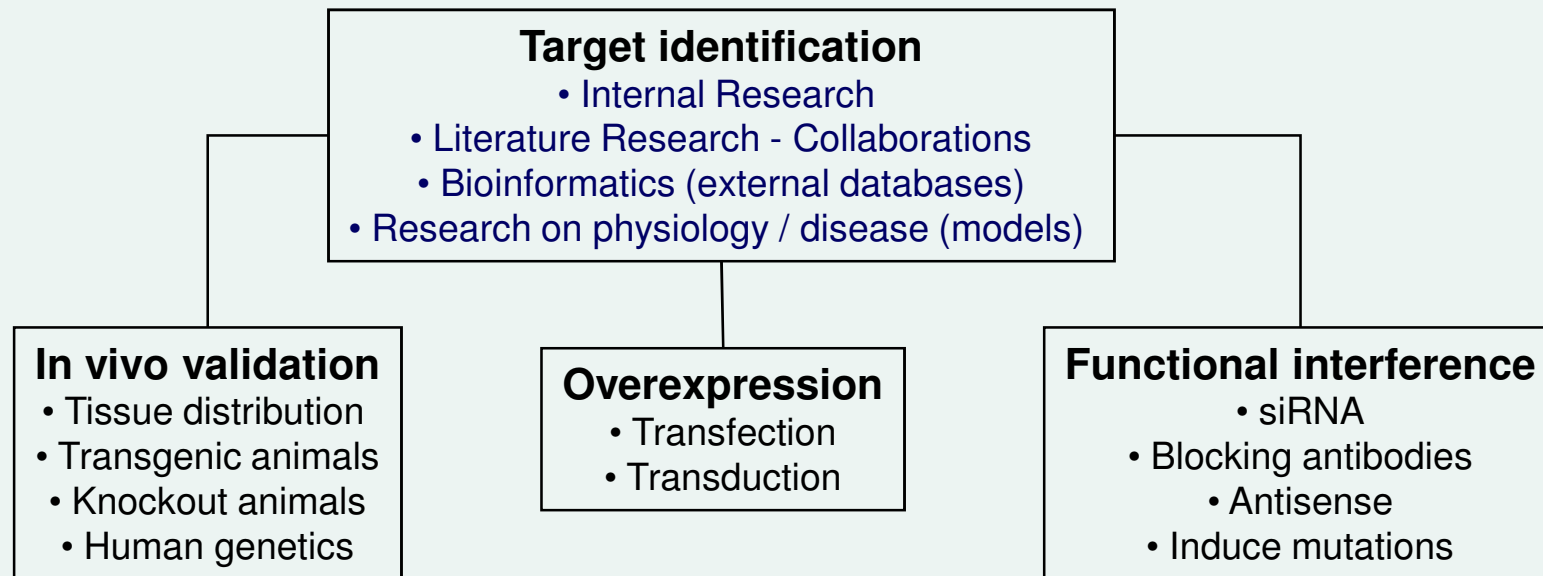 Target identification
• Internal Research
• Literature Research - Collaborations
• Bioinformatics (external databases)
• Research on physiology / disease (models)
In vivo validation
• Tissue distribution
• Transgenic animals
• Knockout animals
• Human genetics
Overexpression
• Transfection
• Transduction
Functional interference
• siRNA
• Blocking antibodies
• Antisense
• Induce mutations